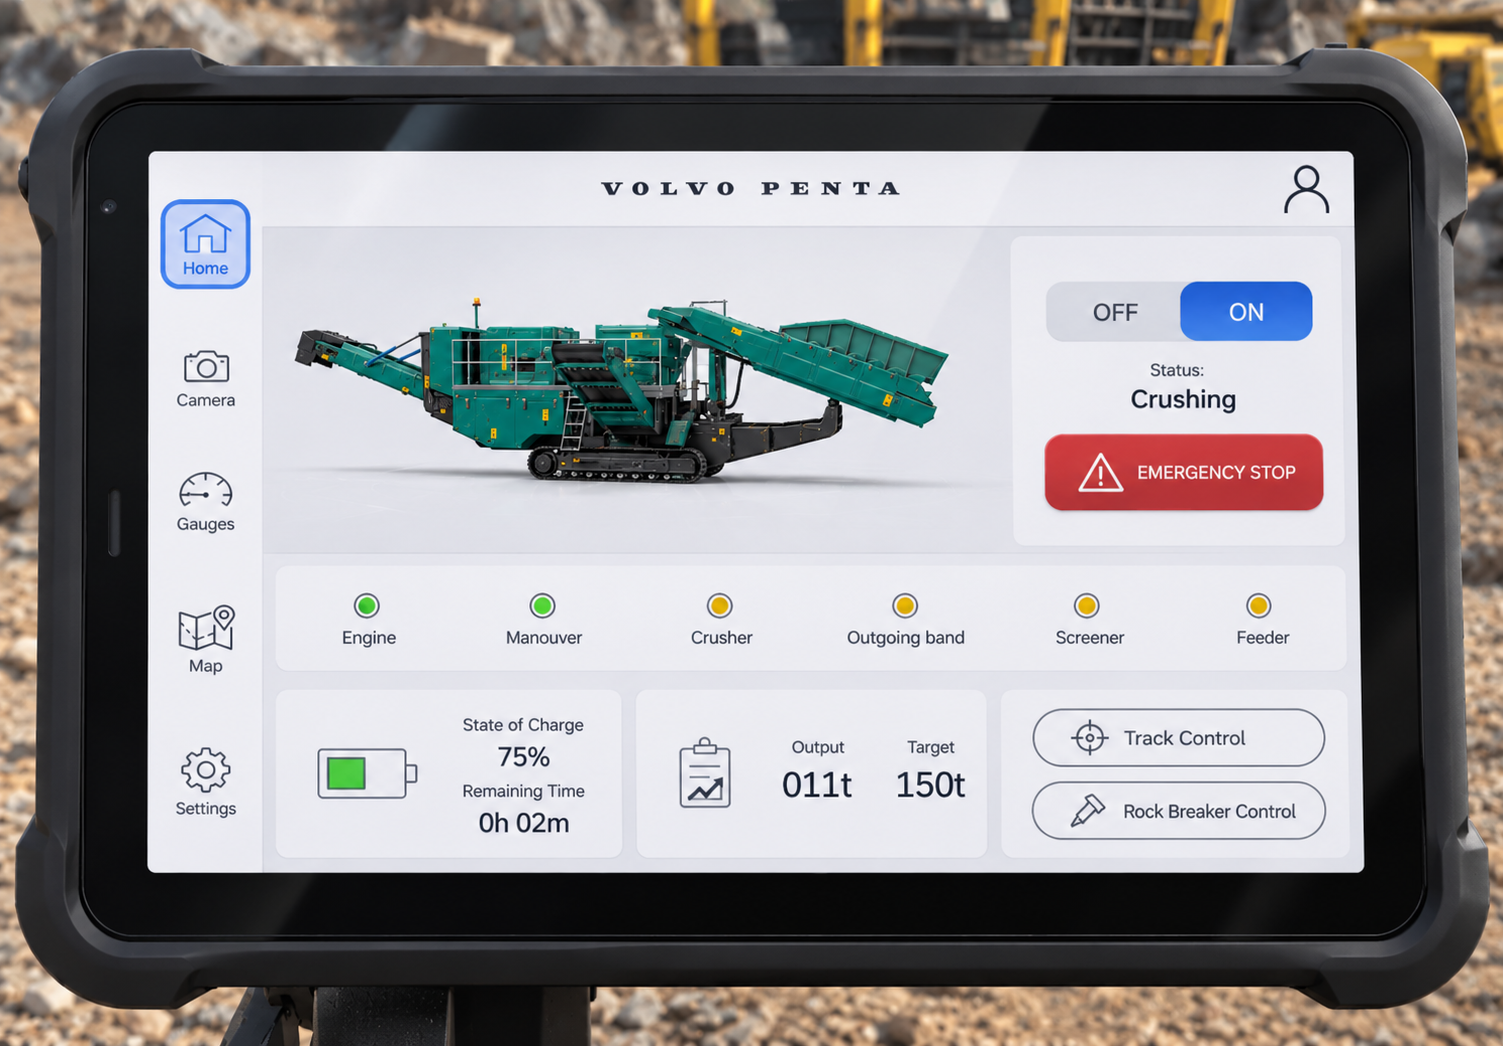 VOLVO PENTA
Home
Camera
Gauges
Map
Settings
OFF ON
Status:
Crushing
EMERGENCY STOP
Engine Manouver Crusher Outgoing band Screener Feeder
State of Charge
75%
Remaining Time
0h 02m
Output Target
011t 150t
Track Control
Rock Breaker Control